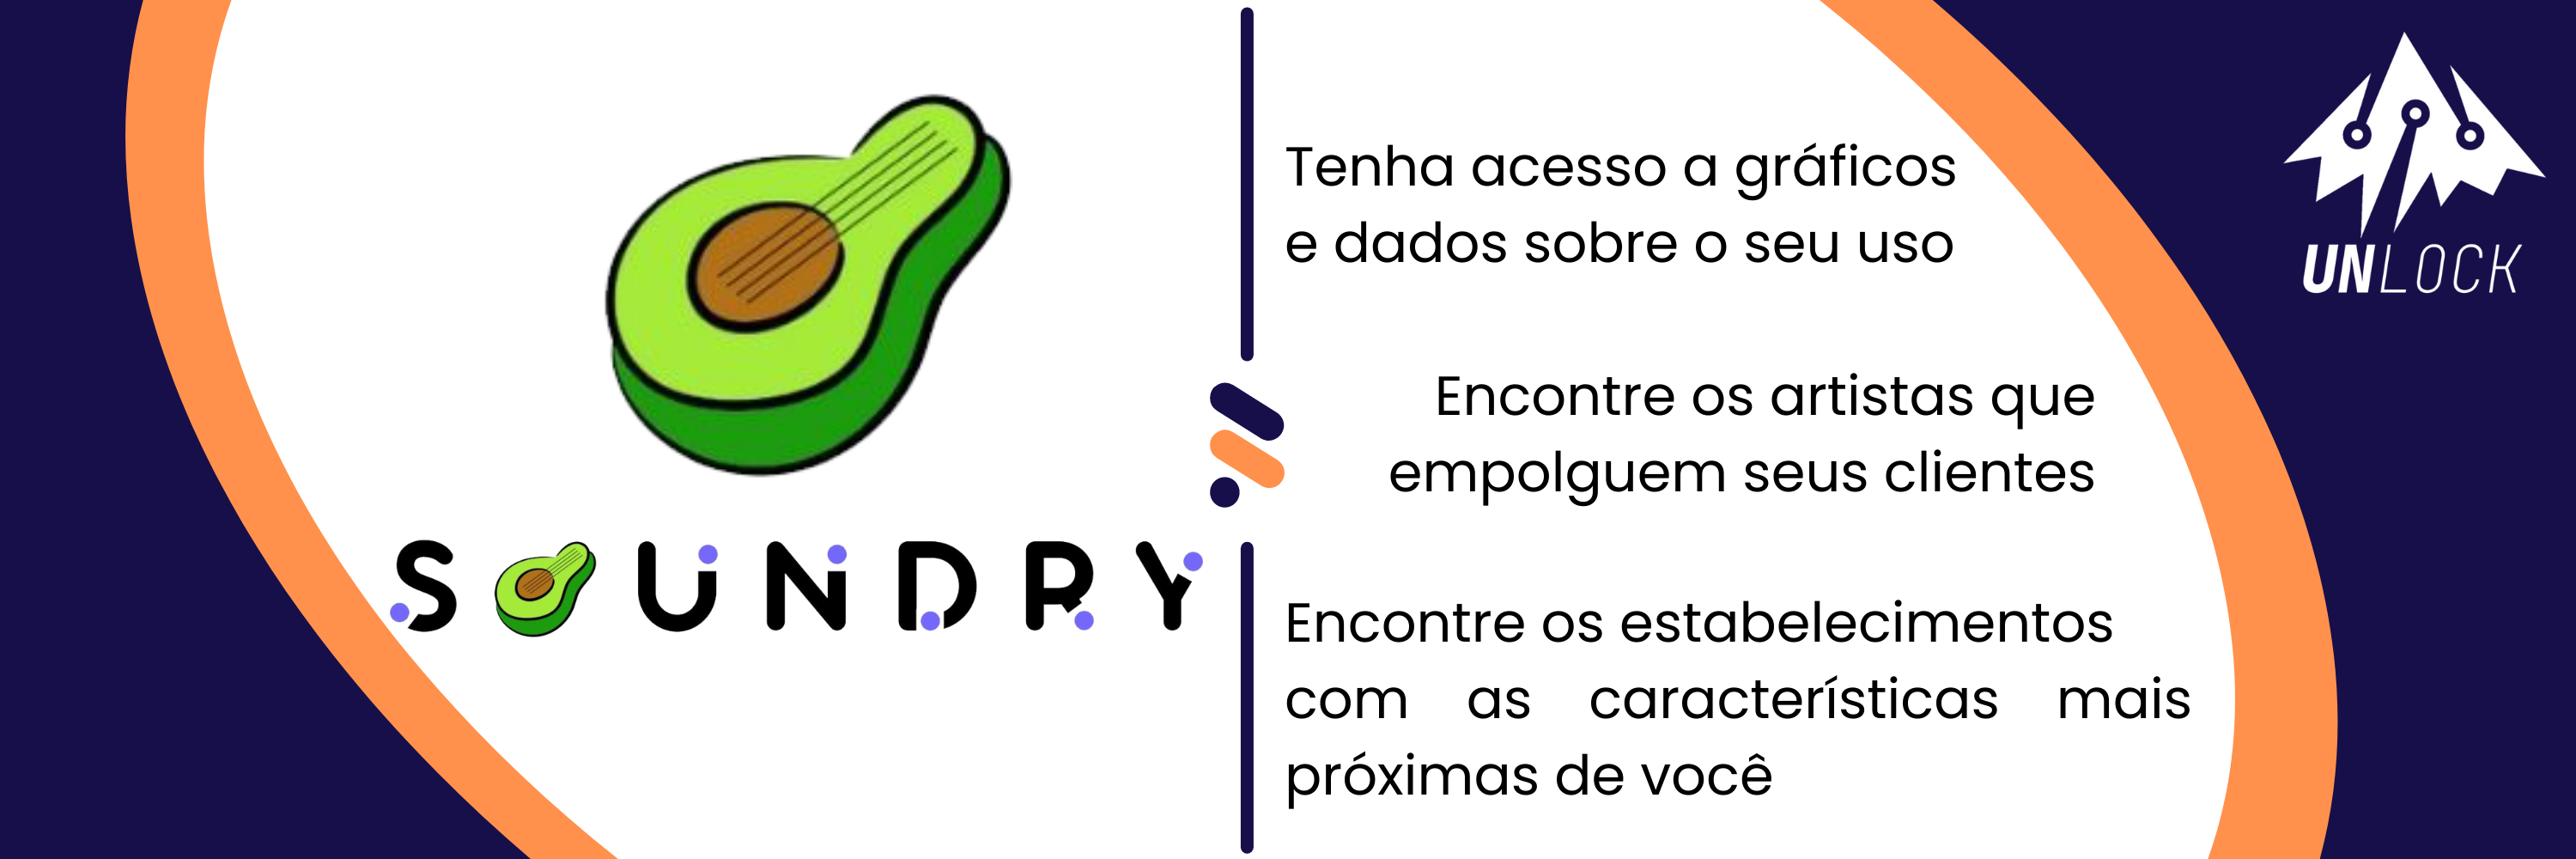 SOUNDRY
Tenha acesso a gráficos
e dados sobre o seu uso
Encontre os artistas que
empolguem seus clientes
Encontre os estabelecimentos
com as características mais
próximas de você
UNLOCK